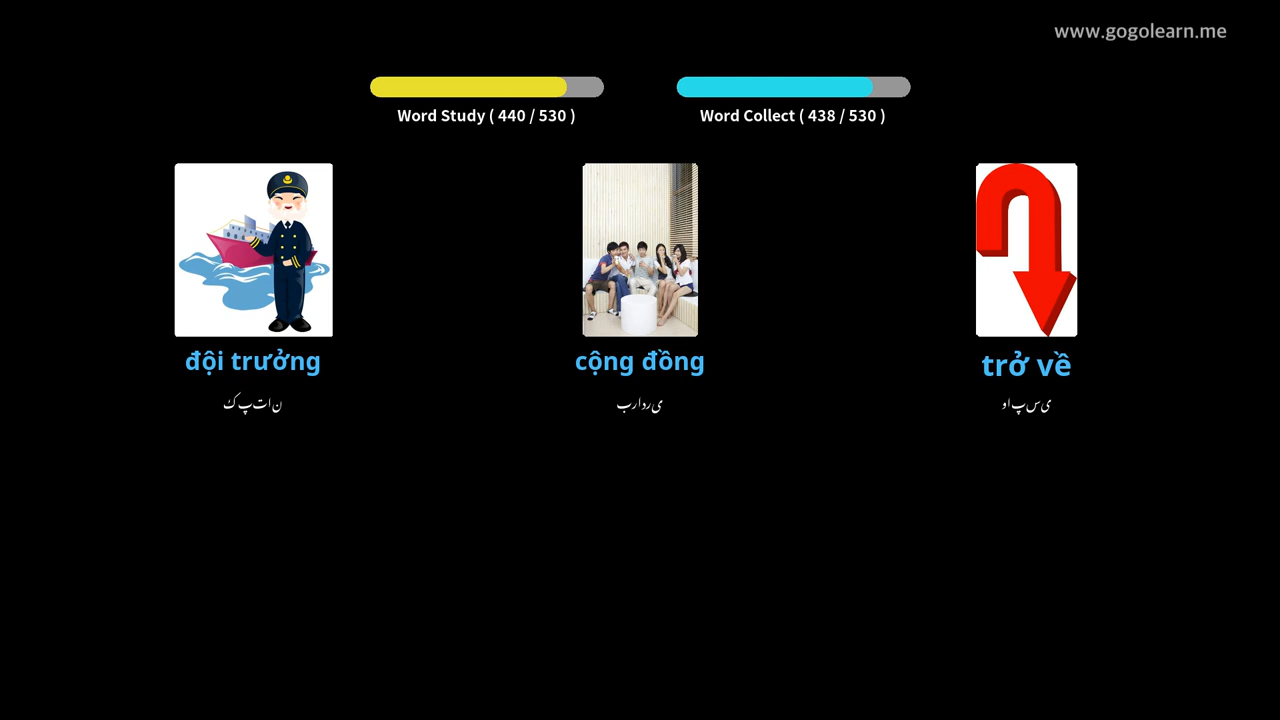 www.gogolearn.me
Word Study ( 440 / 530 )
Word Collect ( 438 / 530 )
đội trưởng
cộng đồng
trở về
کپتان
برادری
واپسی